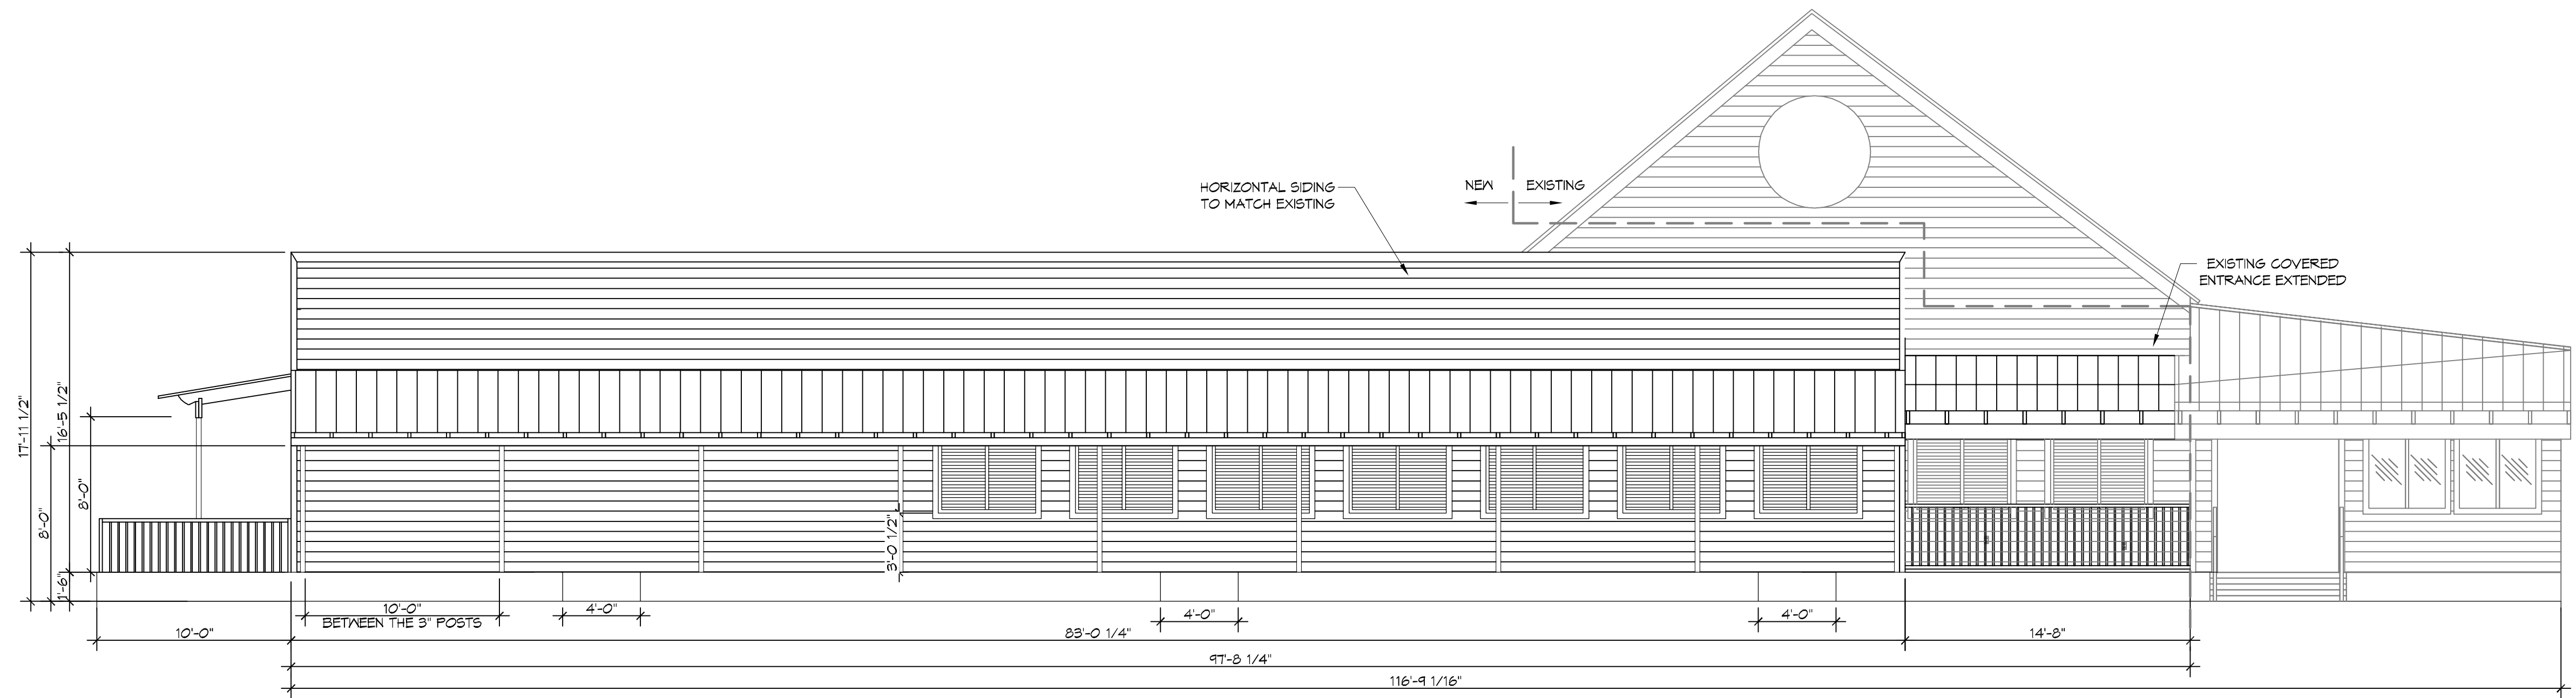 HORIZONTAL SIDING
TO MATCH EXISTING
NEW
EXISTING
EXISTING COVERED
ENTRANCE EXTENDED
17'-11 1/2"
16'-5 1/2"
8'-0"
8'-0"
1'-6"
3'-0 1/2"
10'-0"
BETWEEN THE 3" POSTS
4'-0"
4'-0"
4'-0"
10'-0"
83'-0 1/4"
14'-8"
97'-8 1/4"
116'-9 1/16"